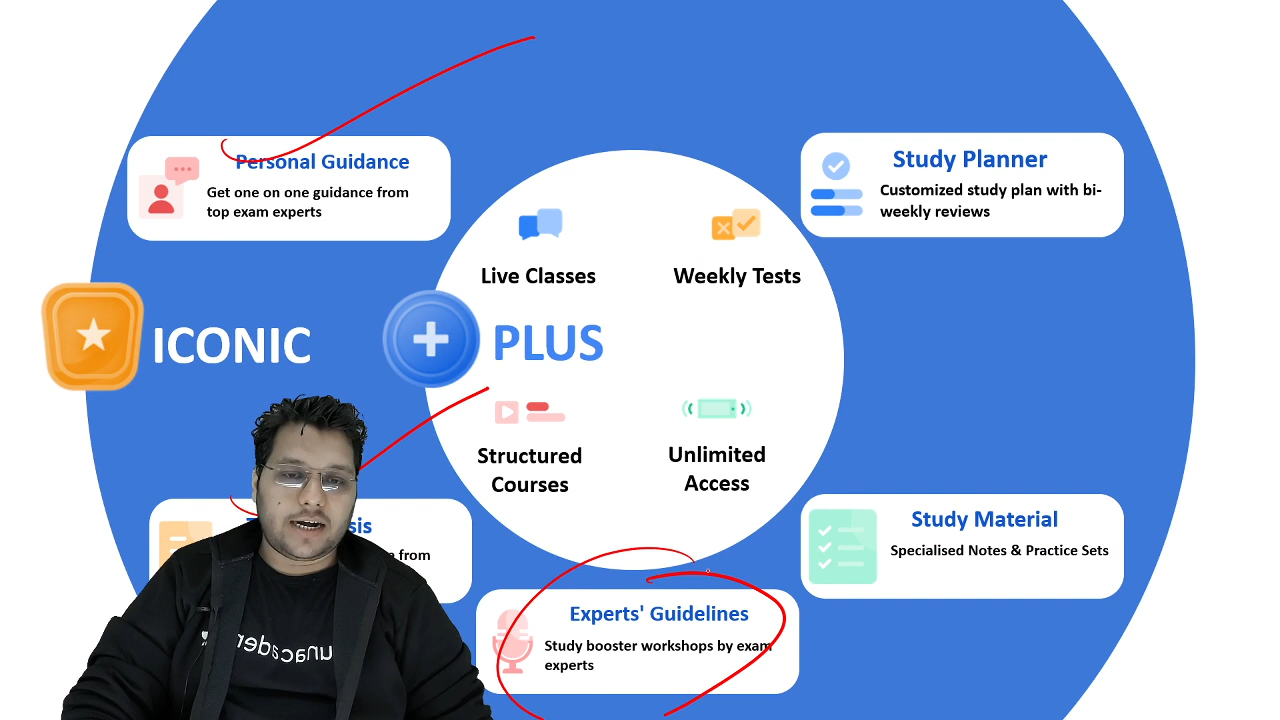 Personal Guidance
Get one on one guidance from
top exam experts
Study Planner
Customized study plan with bi-
weekly reviews
Live Classes
Weekly Tests
ICONIC
PLUS
Structured
Courses
Unlimited
Access
from
Study Material
Specialised Notes & Practice Sets
Experts' Guidelines
Study booster workshops by exam
experts